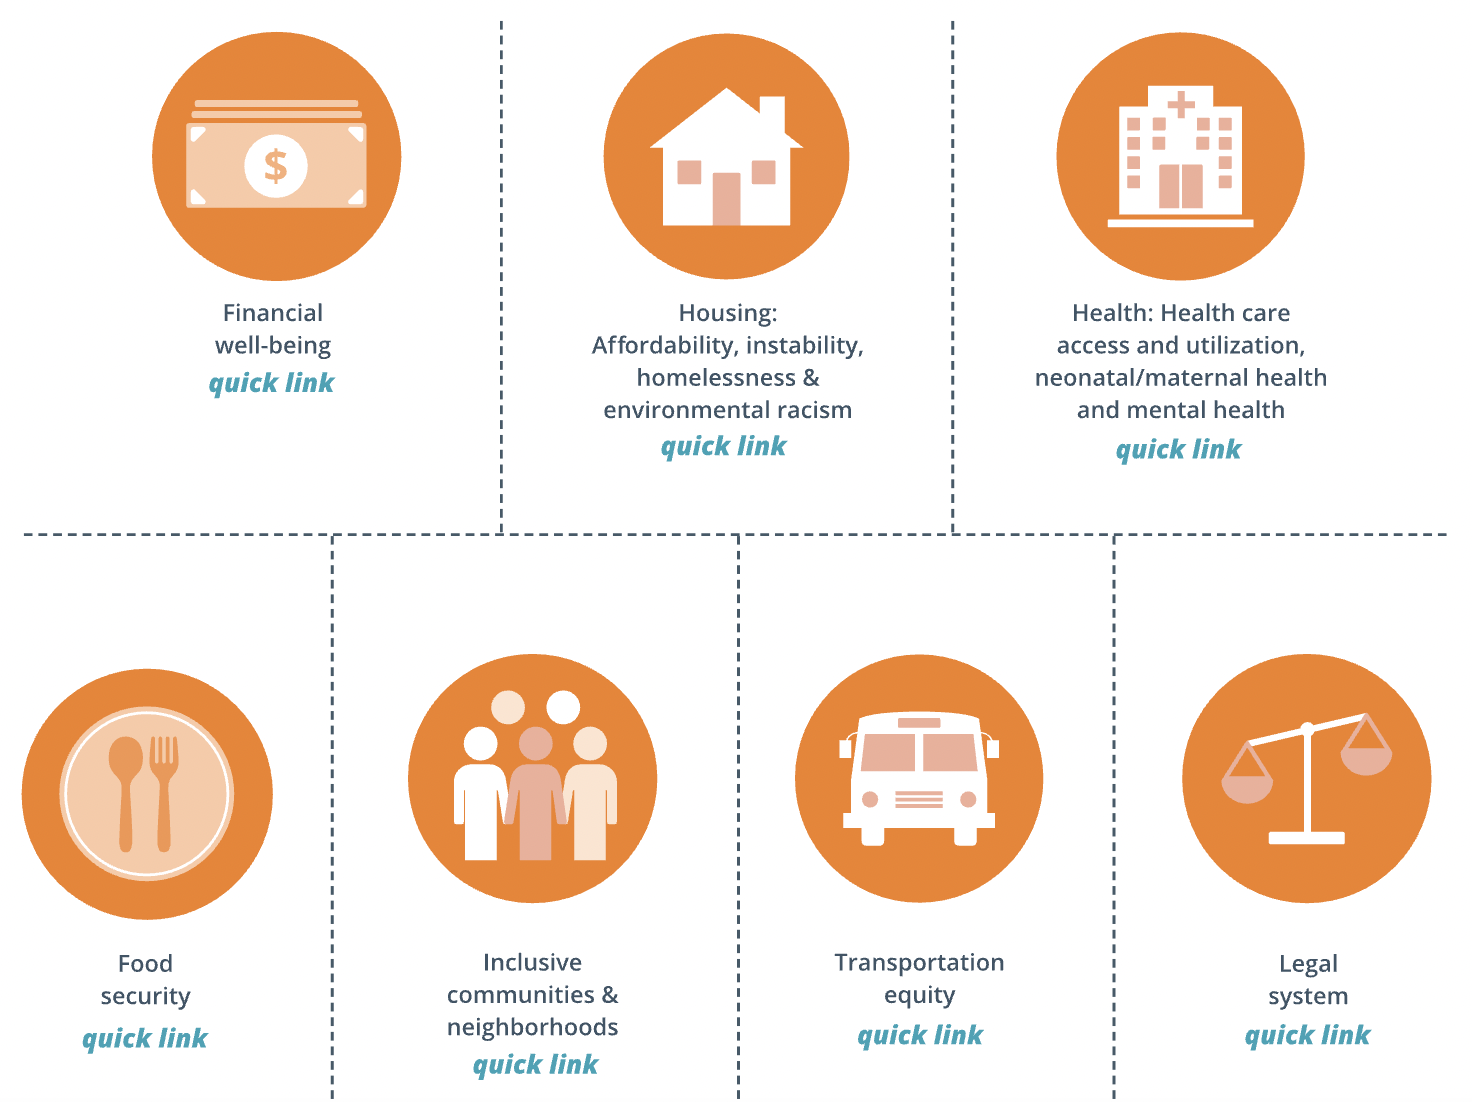 $
Financial
well-being
quick link
Housing:
Affordability, instability,
homelessness &
environmental racism
quick link
Health: Health care
access and utilization,
neonatal/maternal health
and mental health
quick link
Food
security
quick link
Inclusive
communities &
neighborhoods
quick link
Transportation
equity
quick link
Legal
system
quick link